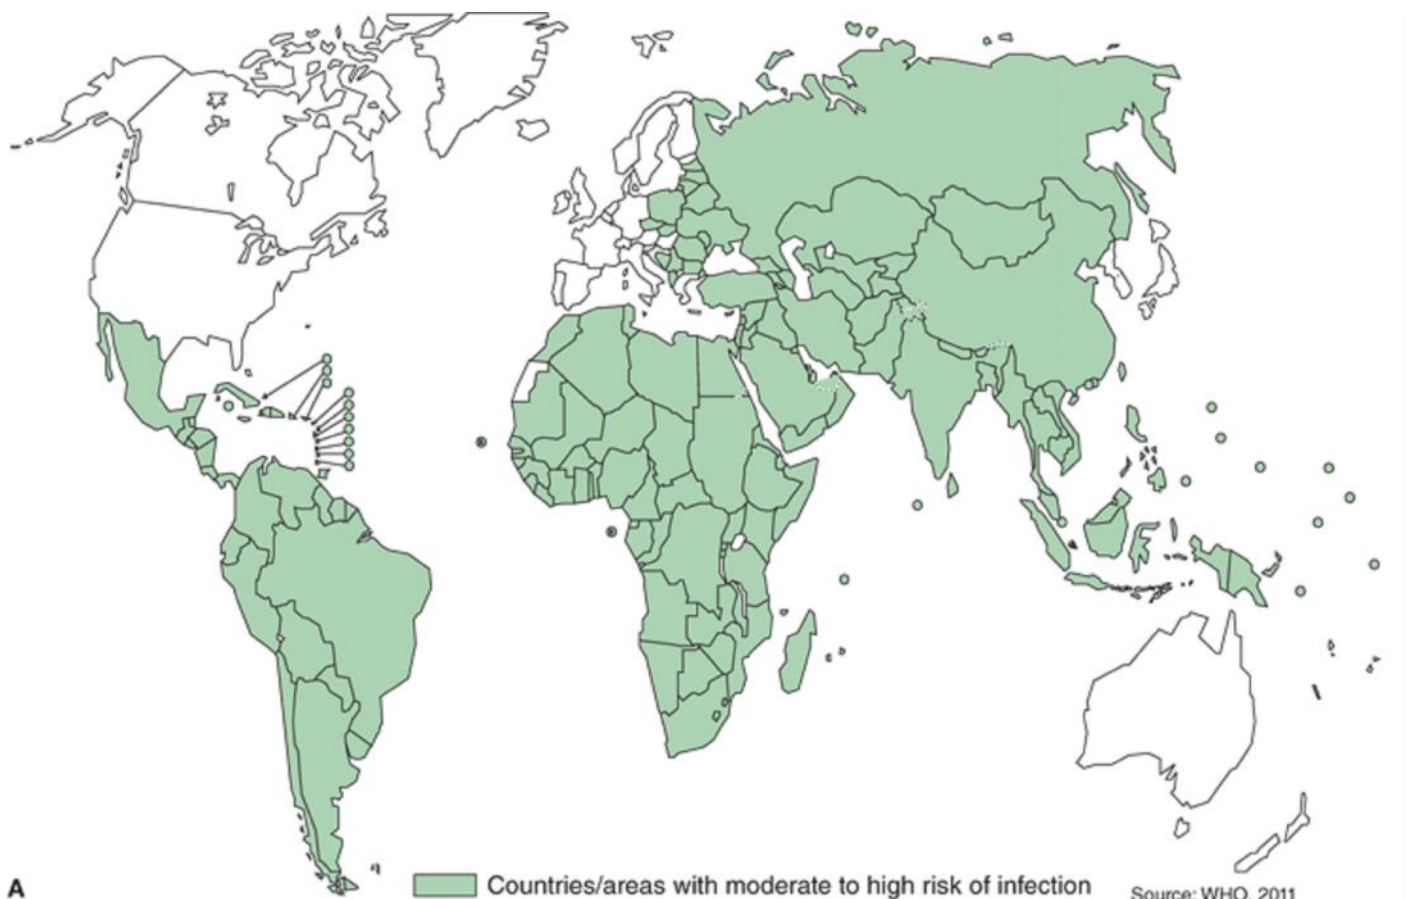 A
Countries/areas with moderate to high risk of infection
Source: WHO, 2011